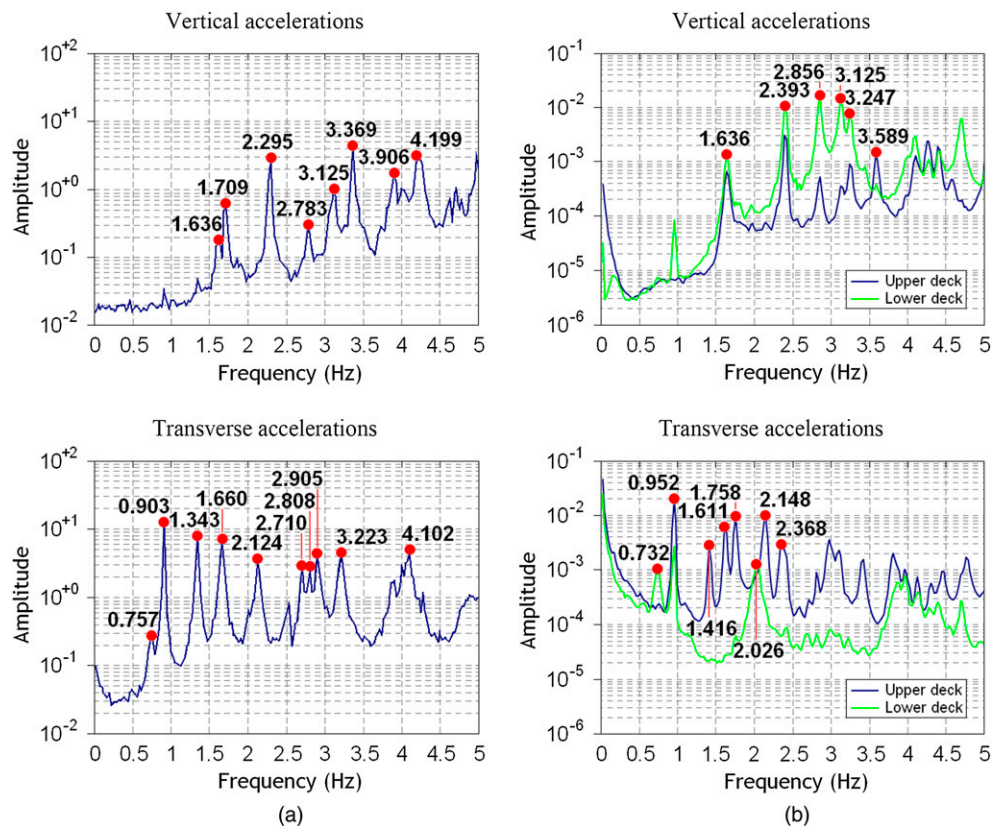 Vertical accelerations
10+2
10+1
10+0
10-1
10-2
Amplitude
1.636
1.709
2.295
2.783
3.125
3.369
3.906
4.199
0 0.5 1 1.5 2 2.5 3 3.5 4 4.5 5
Frequency (Hz)
Vertical accelerations
10-1
10-2
10-3
10-4
10-5
10-6
Amplitude
1.636
2.393
2.856
3.125
3.247
3.589
Upper deck
Lower deck
0 0.5 1 1.5 2 2.5 3 3.5 4 4.5 5
Frequency (Hz)
Transverse accelerations
10+2
10+1
10+0
10-1
10-2
Amplitude
0.757
0.903
1.343
1.660
2.124
2.710
2.808
2.905
3.223
4.102
0 0.5 1 1.5 2 2.5 3 3.5 4 4.5 5
Frequency (Hz)
(a)
Transverse accelerations
10-1
10-2
10-3
10-4
10-5
10-6
Amplitude
0.732
0.952
1.416
1.611
1.758
2.026
2.148
2.368
Upper deck
Lower deck
0 0.5 1 1.5 2 2.5 3 3.5 4 4.5 5
Frequency (Hz)
(b)